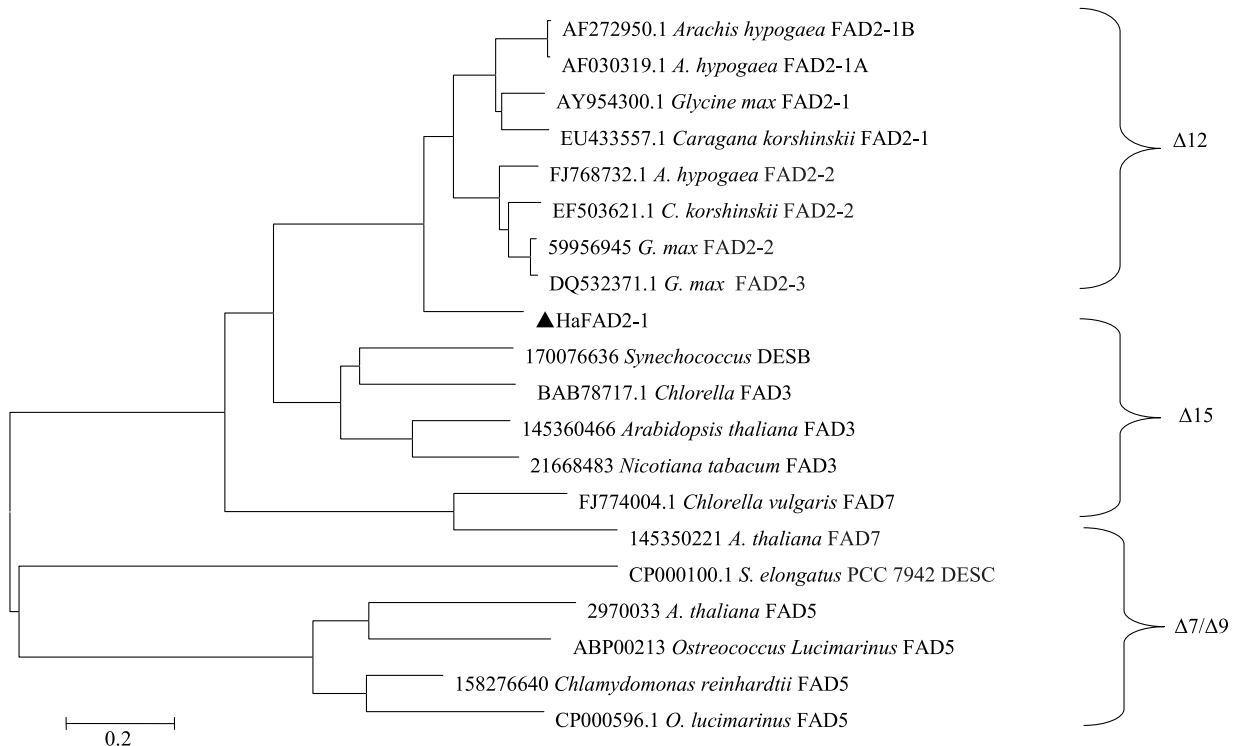 AF272950.1 Arachis hypogaea FAD2-1B
AF030319.1 A. hypogaea FAD2-1A
AY954300.1 Glycine max FAD2-1
EU433557.1 Caragana korshinskii FAD2-1
FJ768732.1 A. hypogaea FAD2-2
EF503621.1 C. korshinskii FAD2-2
59956945 G. max FAD2-2
DQ532371.1 G. max FAD2-3
▲HaFAD2-1
170076636 Synechococcus DESB
BAB78717.1 Chlorella FAD3
145360466 Arabidopsis thaliana FAD3
21668483 Nicotiana tabacum FAD3
FJ774004.1 Chlorella vulgaris FAD7
145350221 A. thaliana FAD7
CP000100.1 S. elongatus PCC 7942 DESC
2970033 A. thaliana FAD5
ABP00213 Ostreococcus Lucimarinus FAD5
158276640 Chlamydomonas reinhardtii FAD5
CP000596.1 O. lucimarinus FAD5
Δ12
Δ15
Δ7/Δ9
0.2